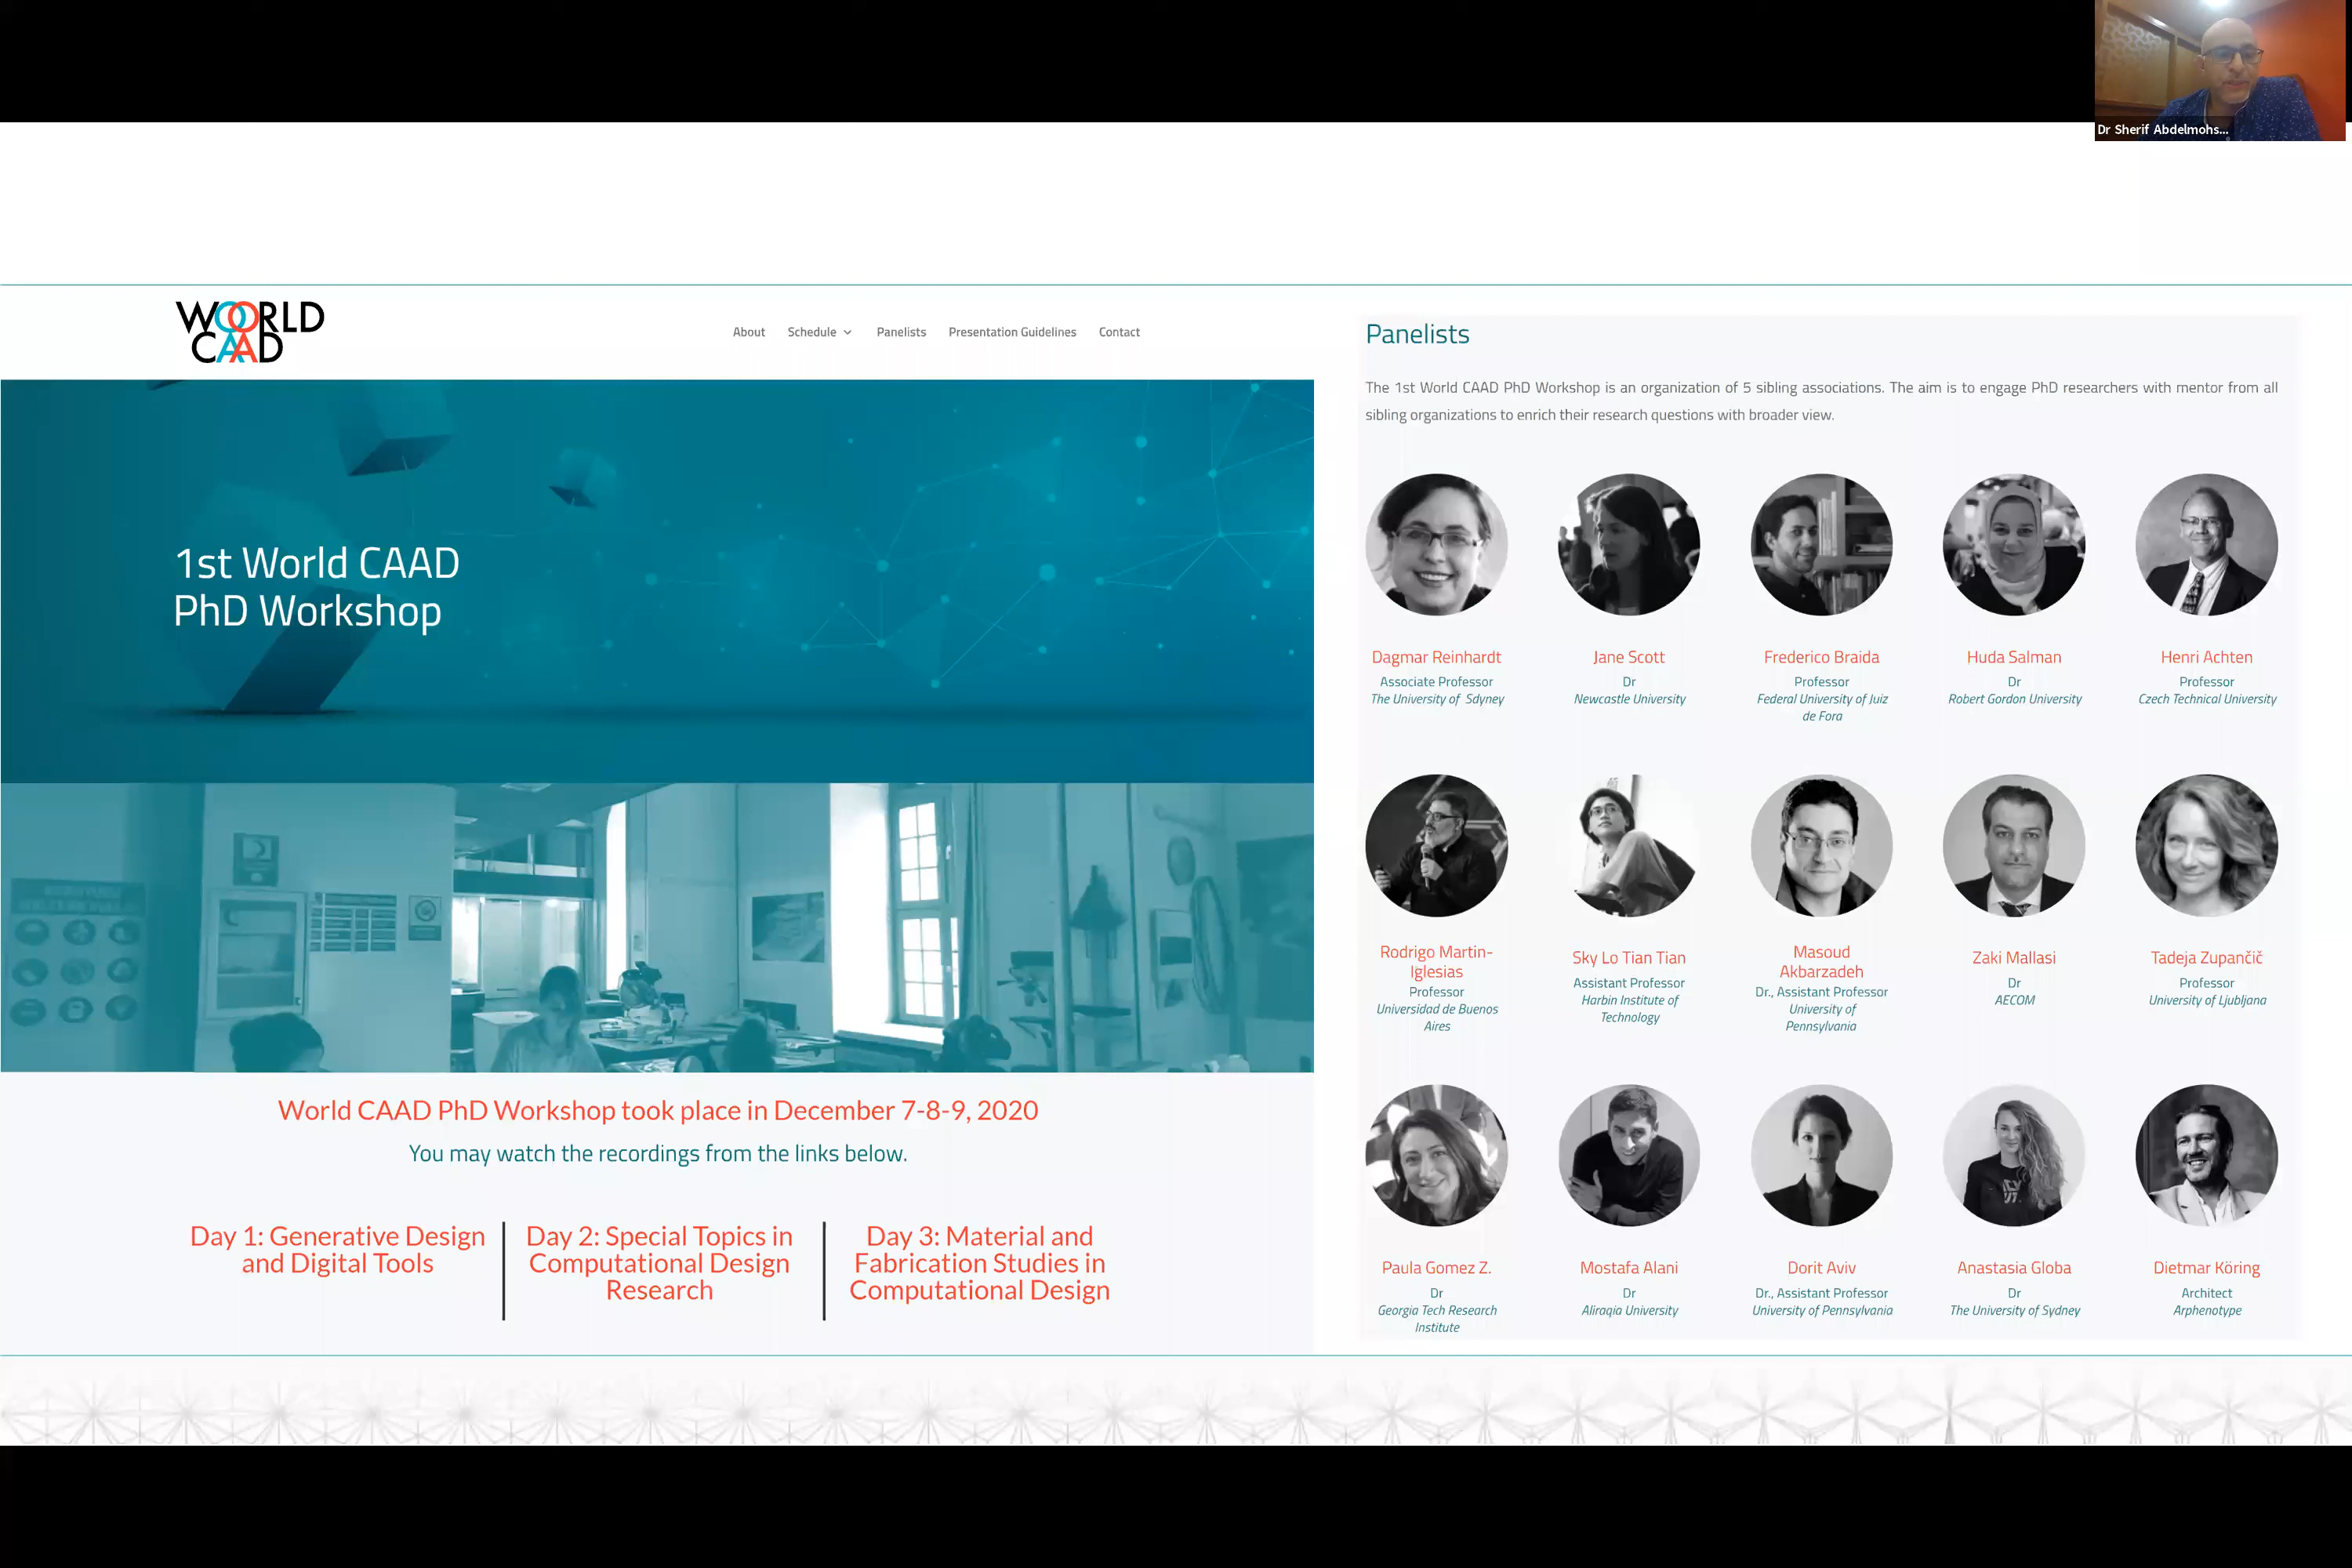 Dr Sherif Abdelmohs...
WOORLD
CAAD
About Schedule Panelists Presentation Guidelines Contact
1st World CAAD
PhD Workshop
World CAAD PhD Workshop took place in December 7-8-9, 2020
You may watch the recordings from the links below.
Day 1: Generative Design
and Digital Tools
Day 2: Special Topics in
Computational Design
Research
Day 3: Material and
Fabrication Studies in
Computational Design
Panelists
The 1st World CAAD PhD Workshop is an organization of 5 sibling associations. The aim is to engage PhD researchers with mentor from all
sibling organizations to enrich their research questions with broader view.
Dagmar Reinhardt
Associate Professor
The University of Sdyney
Jane Scott
Dr
Newcastle University
Frederico Braida
Professor
Federal University of Juiz
de Fora
Huda Salman
Dr
Robert Gordon University
Henri Achten
Professor
Czech Technical University
Rodrigo Martin-
Iglesias
Professor
Universidad de Buenos
Aires
Sky Lo Tian Tian
Assistant Professor
Harbin Institute of
Technology
Masoud
Akbarzadeh
Dr., Assistant Professor
University of
Pennsylvania
Zaki Mallasi
Dr
AECOM
Tadeja Zupančič
Professor
University of Ljubljana
Paula Gomez Z.
Dr
Georgia Tech Research
Institute
Mostafa Alani
Dr
Aliraqia University
Dorit Aviv
Dr., Assistant Professor
University of Pennsylvania
Anastasia Globa
Dr
The University of Sydney
Dietmar Köring
Architect
Arphenotype